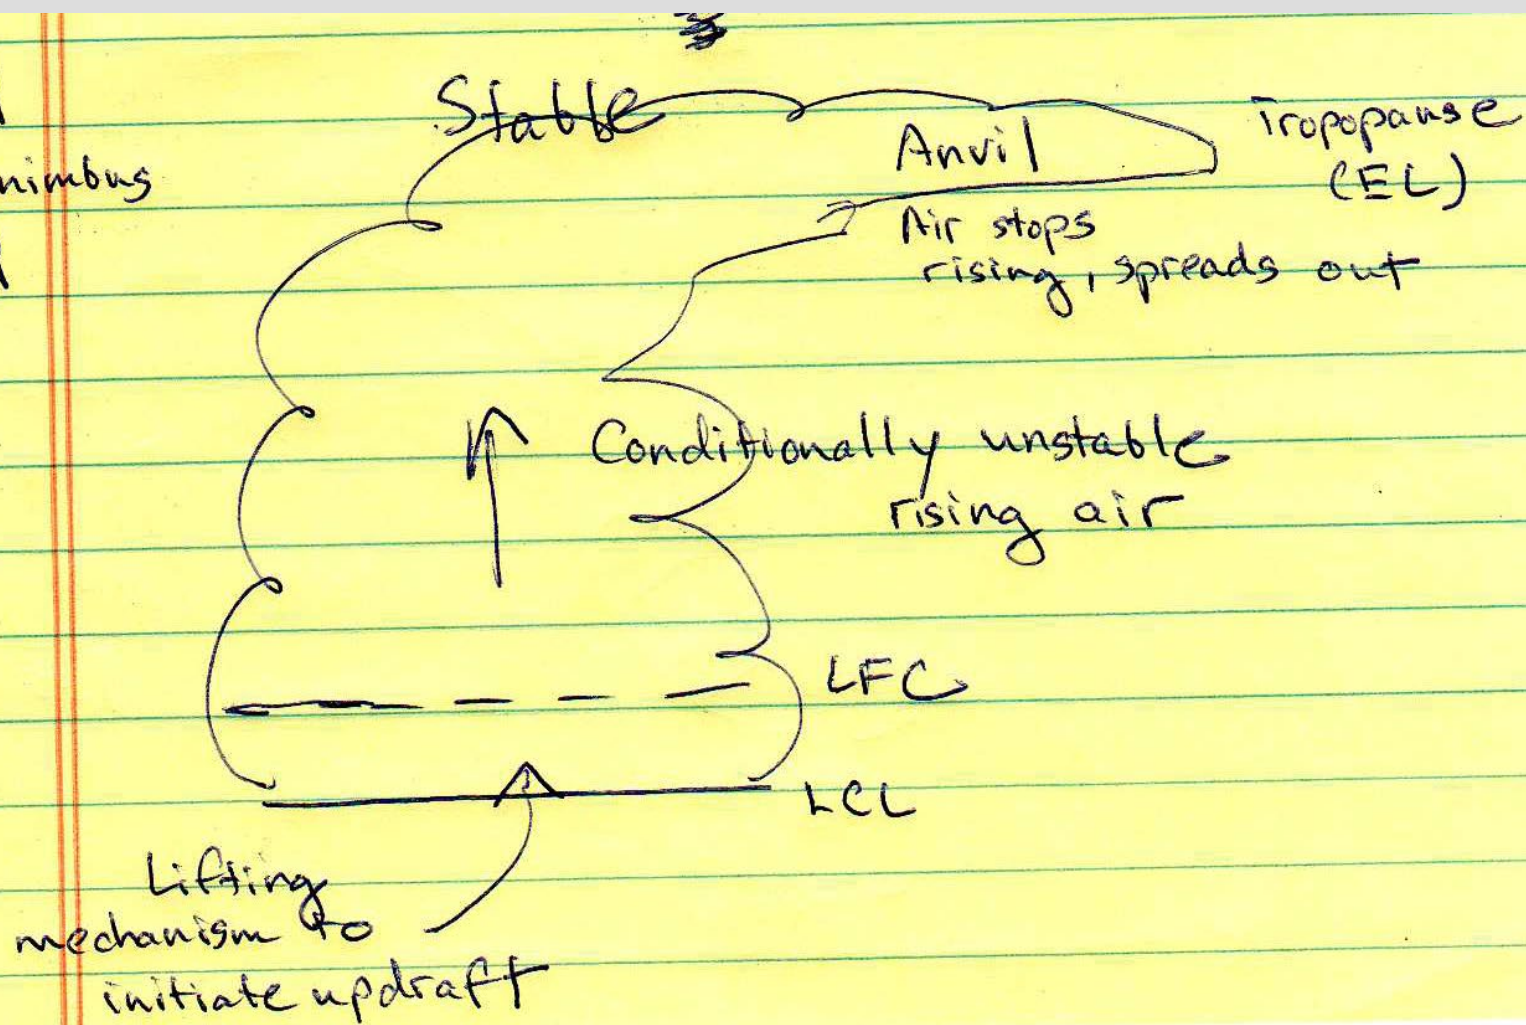 Stable
Anvil
Tropopause
(EL)
nimbus
Air stops
rising, spreads out
Conditionally unstable
rising air
LFC
LCL
Lifting
mechanism to
initiate updraft